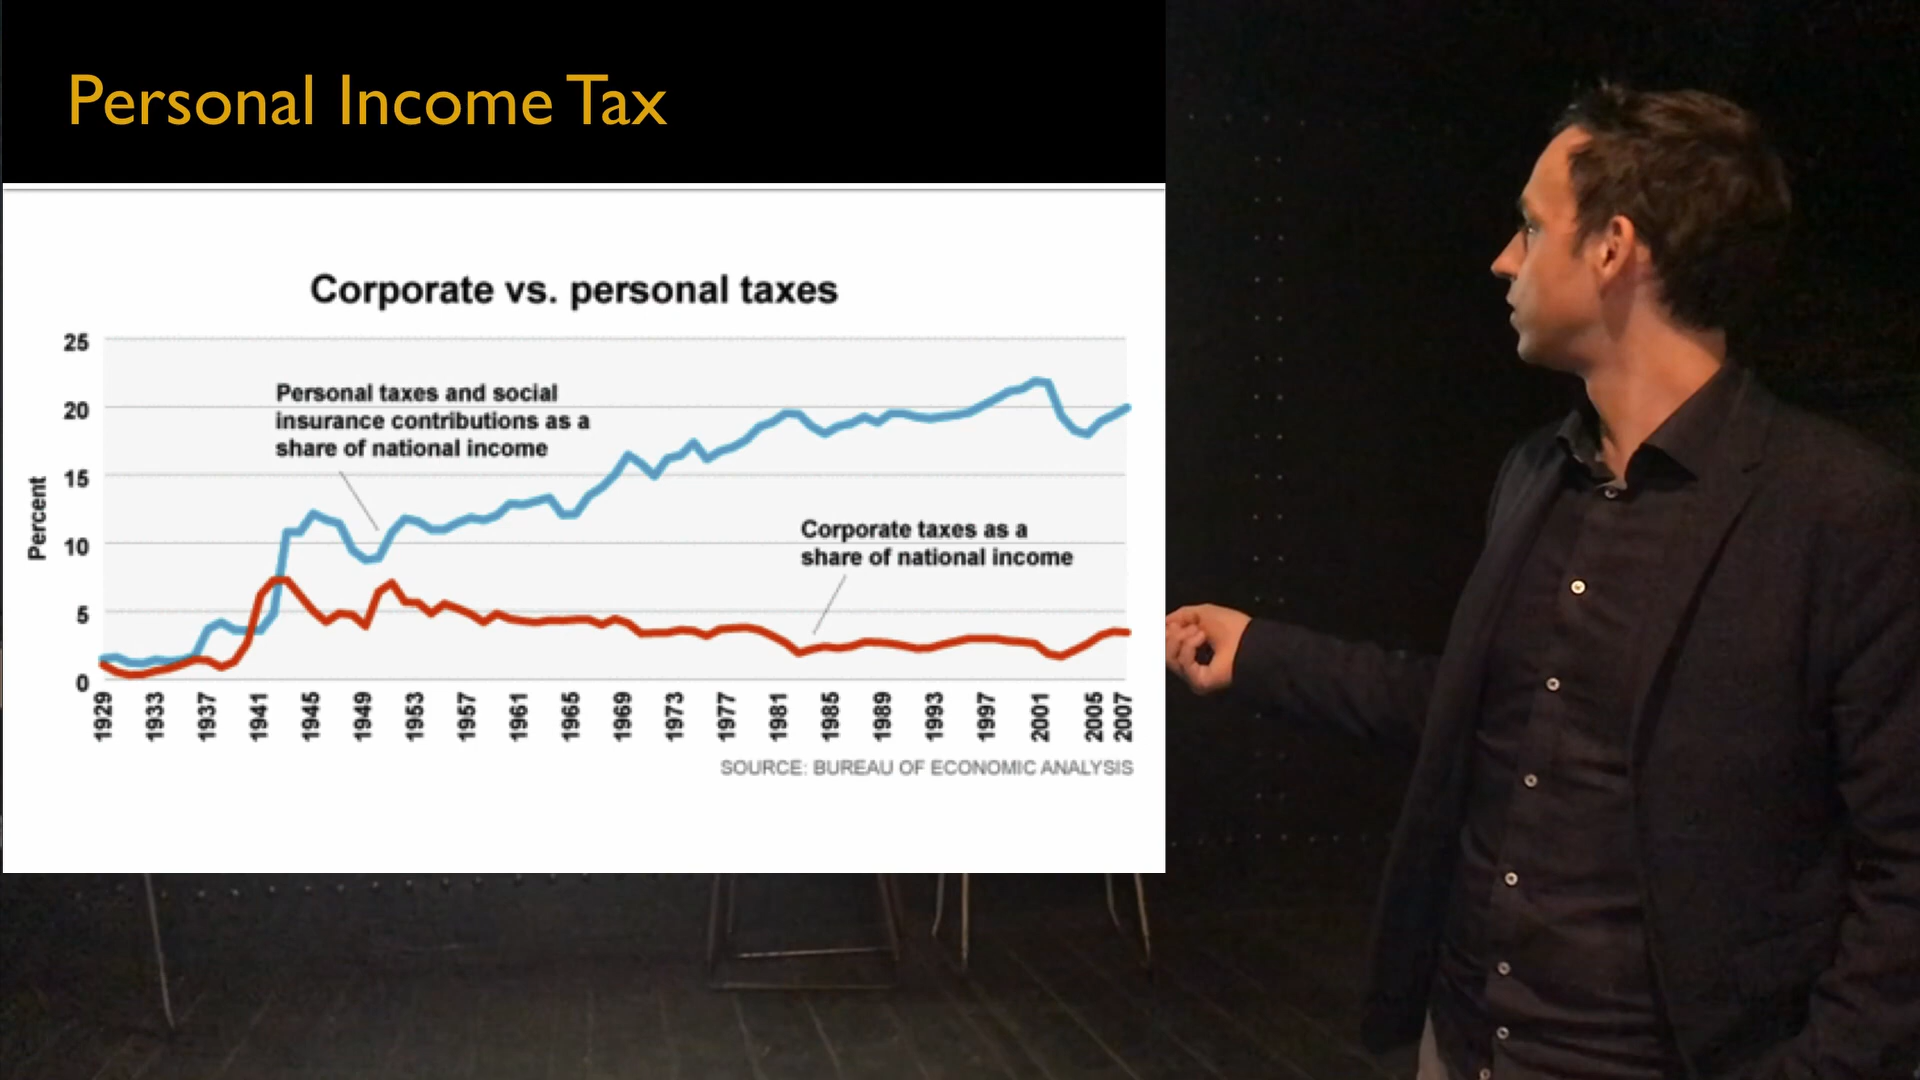 Personal Income Tax
Corporate vs. personal taxes
25
20
15
10
5
0
Percent
Personal taxes and social
insurance contributions as a
share of national income
Corporate taxes as a
share of national income
1929 1933 1937 1941 1945 1949 1953 1957 1961 1965 1969 1973 1977 1981 1985 1989 1993 1997 2001 2005 2007
SOURCE: BUREAU OF ECONOMIC ANALYSIS